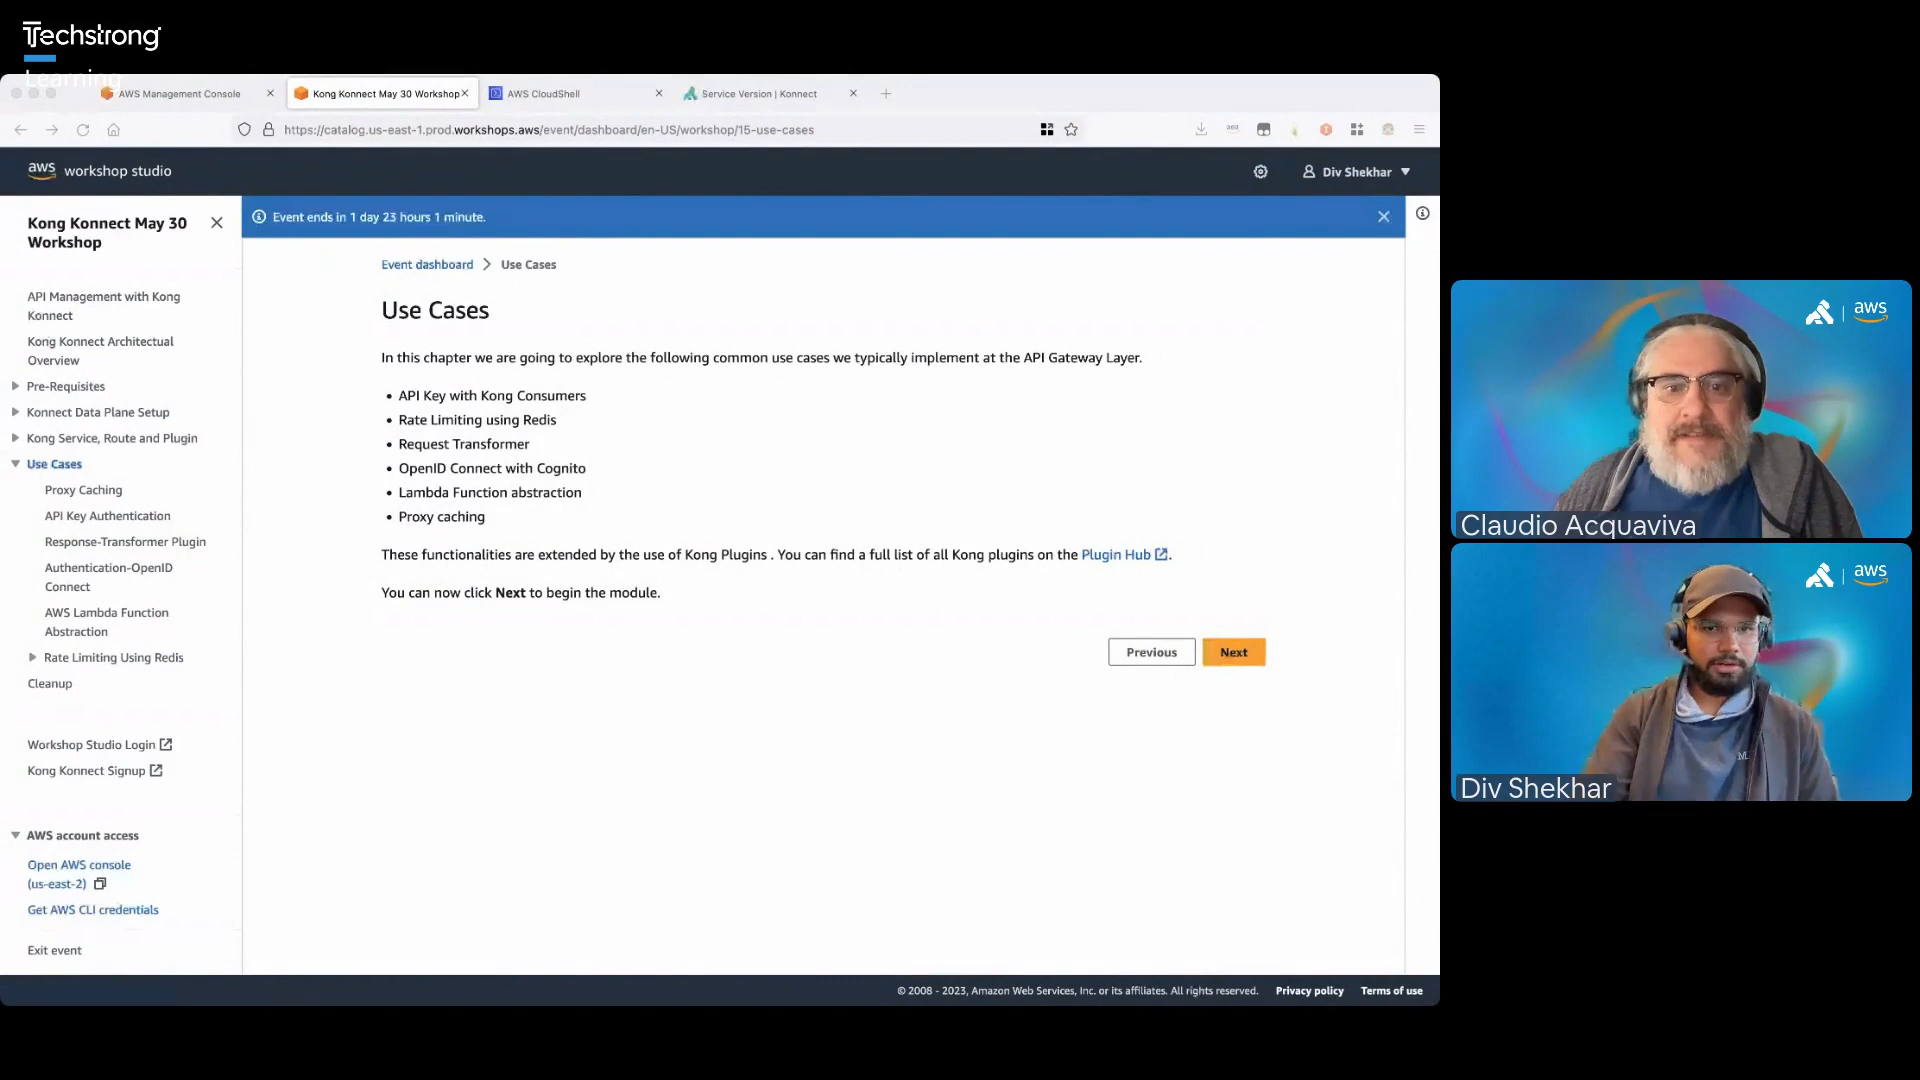 Techstrong
Learning
AWS Management Console
Kong Konnect May 30 Workshop
AWS CloudShell
Service Version | Konnect
https://catalog.us-east-1.prod.workshops.aws/event/dashboard/en-US/workshop/15-use-cases
aws workshop studio
Div Shekhar
Kong Konnect May 30
Workshop
API Management with Kong
Konnect
Kong Konnect Architectual
Overview
Pre-Requisites
Konnect Data Plane Setup
Kong Service, Route and Plugin
Use Cases
Proxy Caching
API Key Authentication
Response-Transformer Plugin
Authentication-OpenID
Connect
AWS Lambda Function
Abstraction
Rate Limiting Using Redis
Cleanup
Workshop Studio Login
Kong Konnect Signup
AWS account access
Open AWS console
(us-east-2)
Get AWS CLI credentials
Exit event
Event ends in 1 day 23 hours 1 minute.
Event dashboard > Use Cases
Use Cases
In this chapter we are going to explore the following common use cases we typically implement at the API Gateway Layer.
• API Key with Kong Consumers
• Rate Limiting using Redis
• Request Transformer
• OpenID Connect with Cognito
• Lambda Function abstraction
• Proxy caching
These functionalities are extended by the use of Kong Plugins . You can find a full list of all Kong plugins on the Plugin Hub.
You can now click Next to begin the module.
Previous
Next
© 2008 - 2023, Amazon Web Services, Inc. or its affiliates. All rights reserved.
Privacy policy
Terms of use
aws
Claudio Acquaviva
aws
Div Shekhar